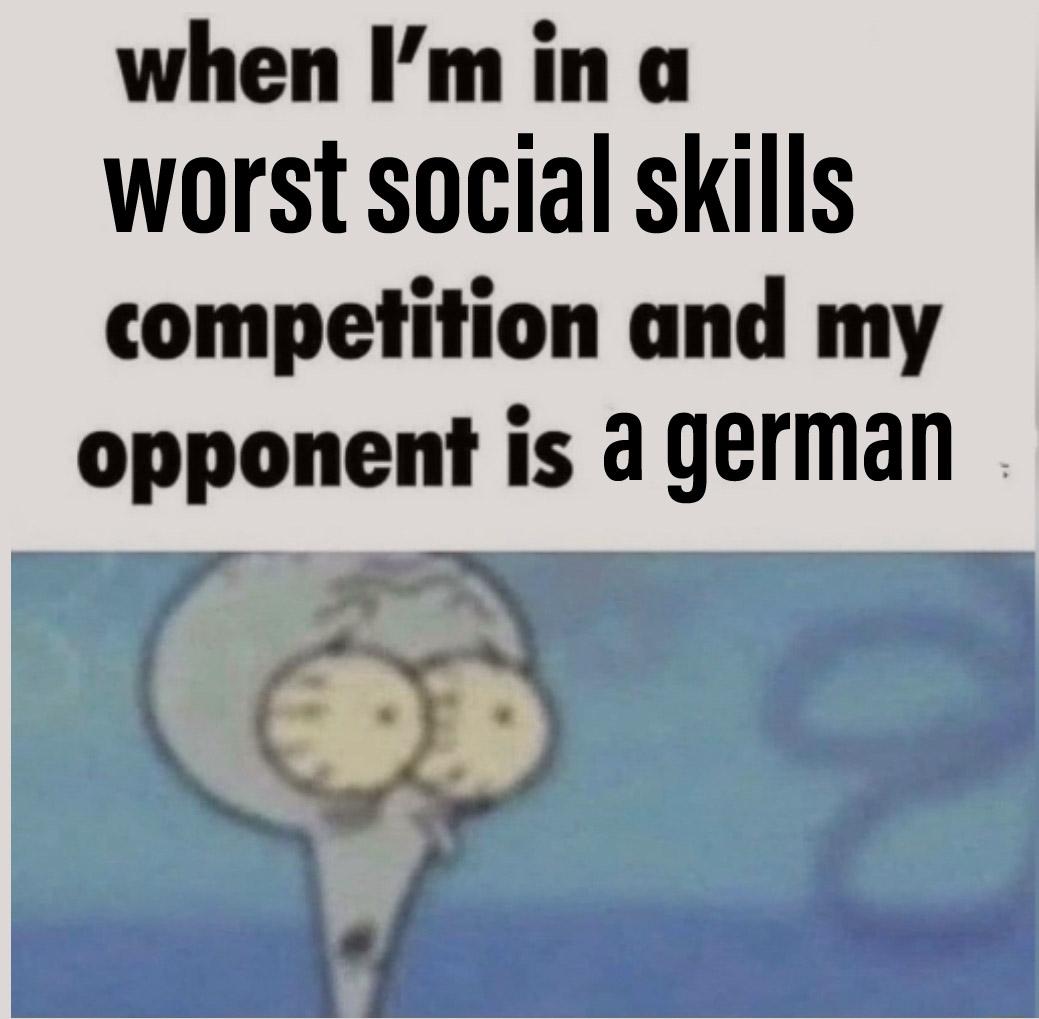 when I'm in a
worst social skills
competition and my
opponent is a german